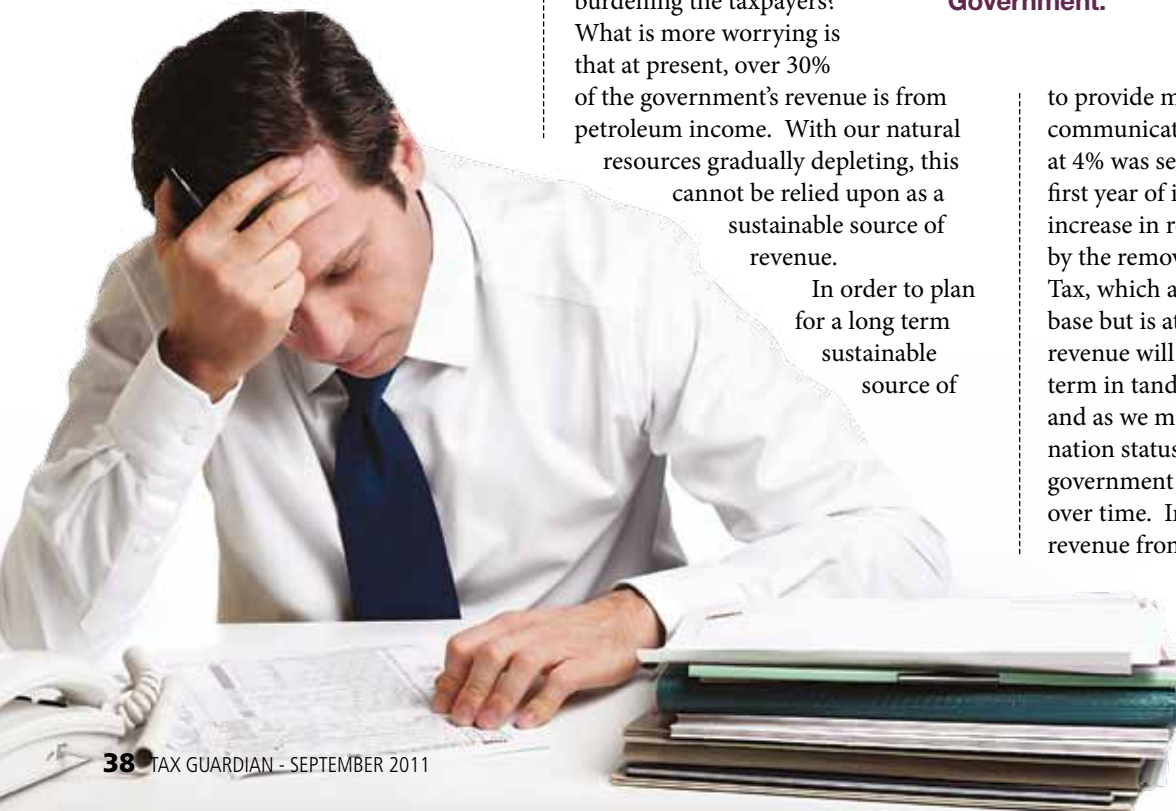 burdening the taxpayers?
What is more worrying is
that at present, over 30%
of the government's revenue is from
petroleum income. With our natural
resources gradually depleting, this
cannot be relied upon as a
sustainable source of
revenue.
In order to plan
for a long term
sustainable
source of
Government.
to provide m
communicat
at 4% was se
first year of i
increase in r
by the remov
Tax, which a
base but is at
revenue will
term in tand
and as we m
nation status
government
over time. In
revenue from
38 TAX GUARDIAN - SEPTEMBER 2011